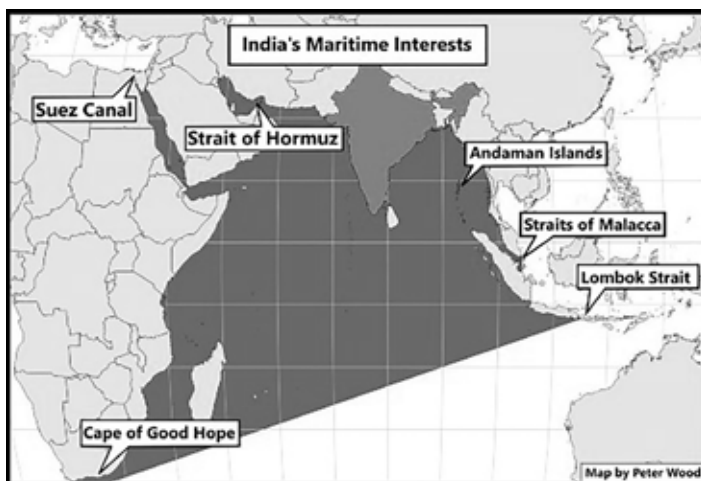 India's Maritime Interests
Suez Canal
Strait of Hormuz
Andaman Islands
Straits of Malacca
Lombok Strait
Cape of Good Hope
Map by Peter Wood